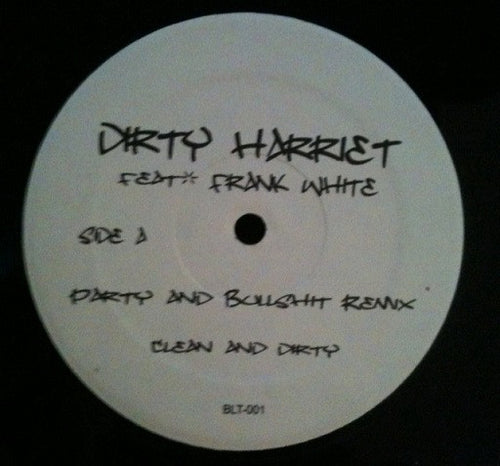 DIRTY HARRIET
FEAT* FRANK WHITE
SIDE A
PARTY AND BULLSHIT REMIX
CLEAN AND DIRTY
BLT-001